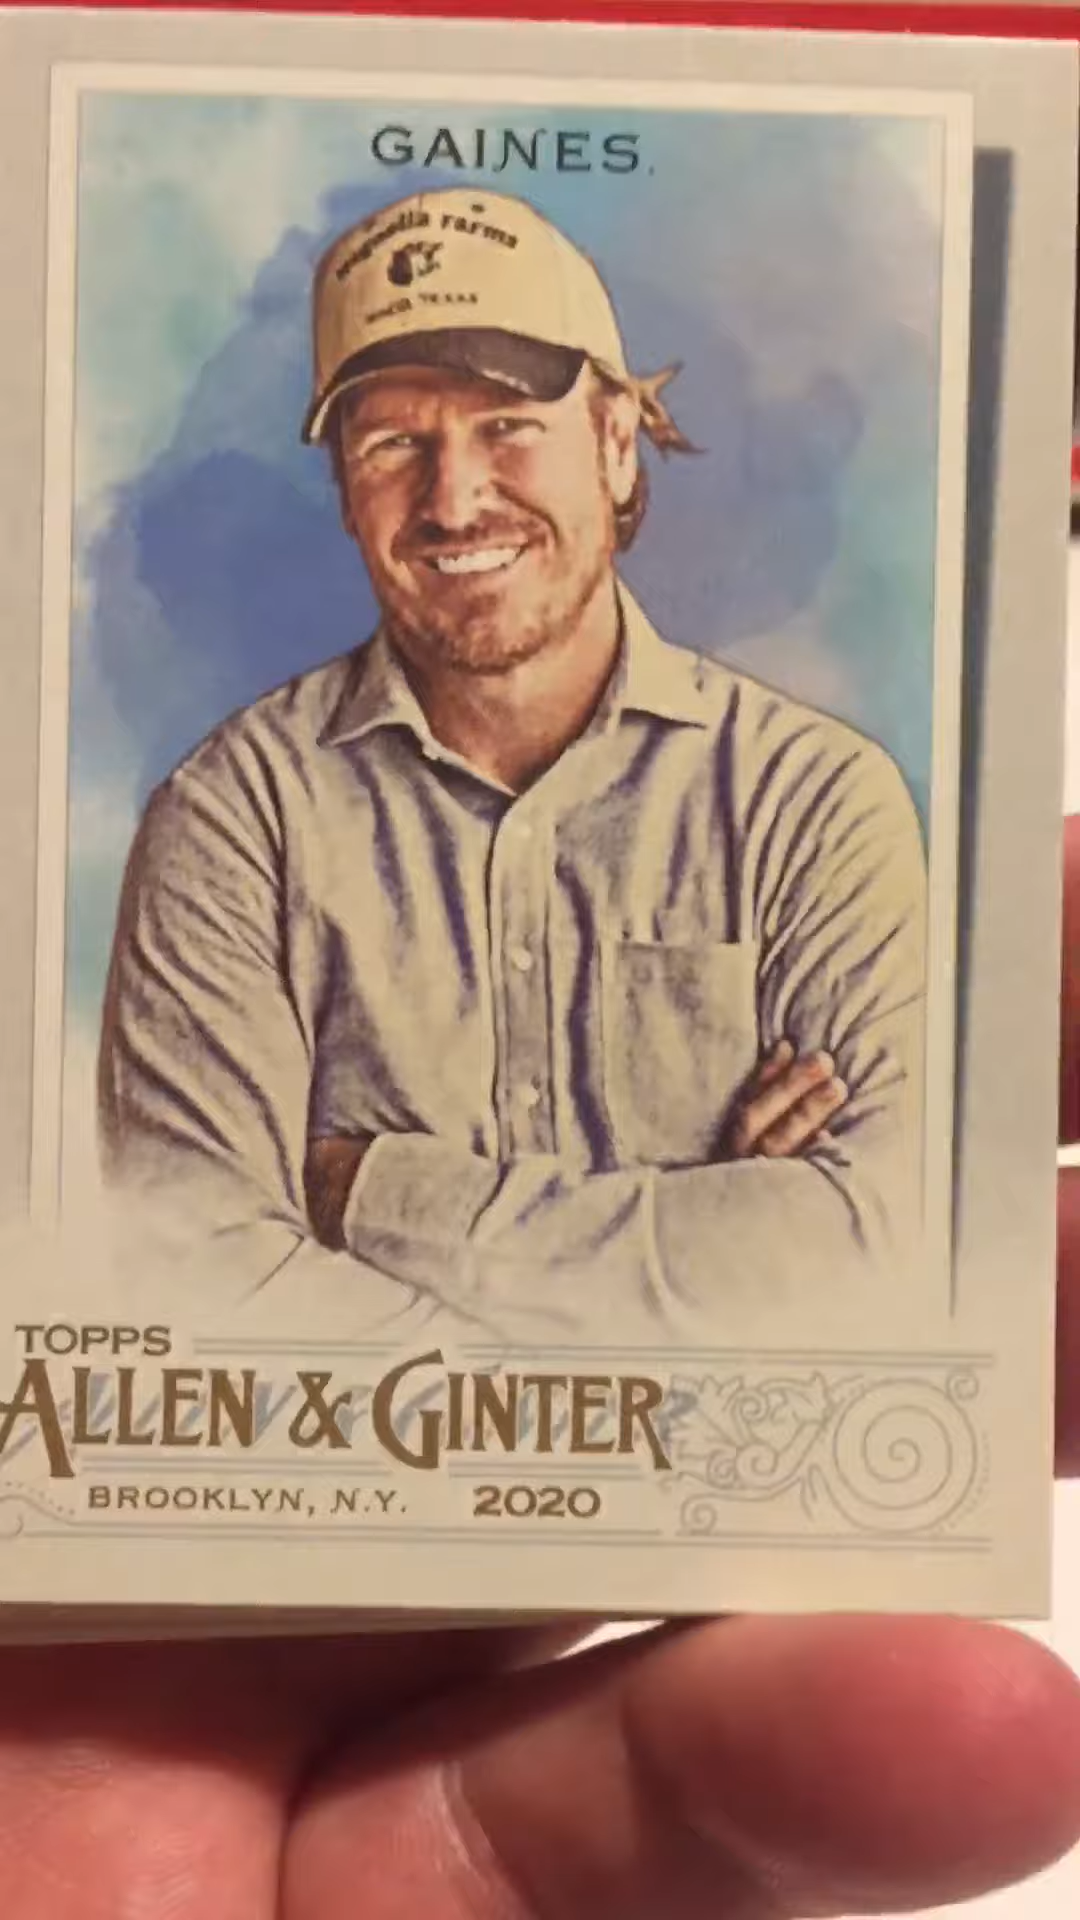 GAINES.
Magnolia Farms
WACO, TEXAS
TOPPS
ALLEN & GINTER
BROOKLYN, N.Y. 2020